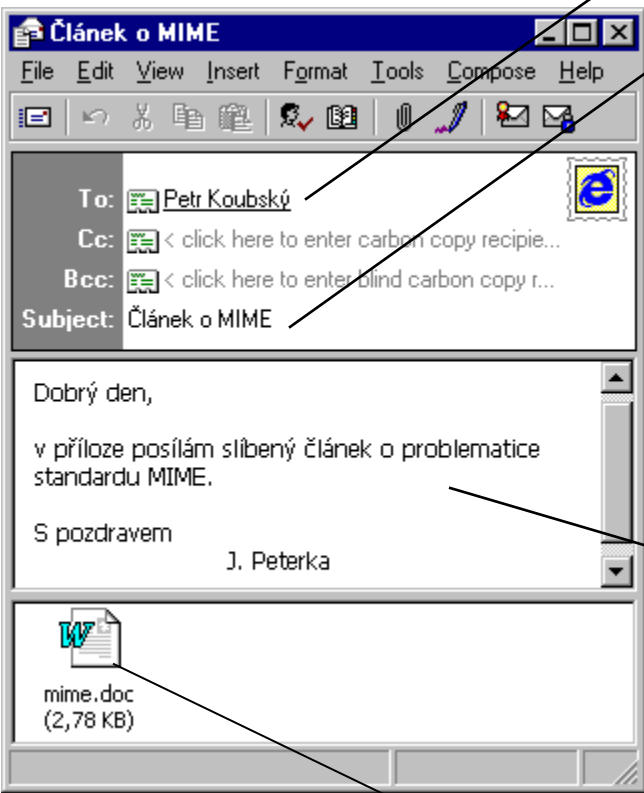 Článek o MIME
File Edit View Insert Format Tools Compose Help
To: Petr Koubský
Cc: < click here to enter carbon copy recipie...
Bcc: < click here to enter blind carbon copy r...
Subject: Článek o MIME
Dobrý den,
v příloze posílám slíbený článek o problematice
standardu MIME.
S pozdravem
J. Peterka
mime.doc
(2,78 KB)